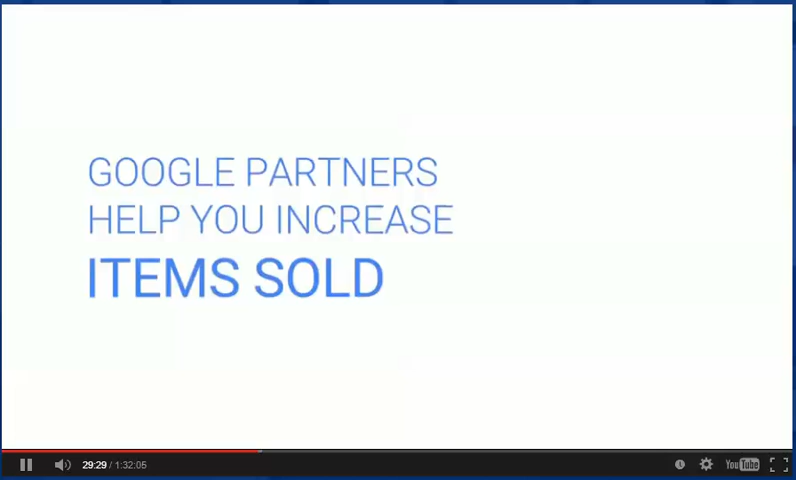 GOOGLE PARTNERS
HELP YOU INCREASE
ITEMS SOLD
29:29 / 1:32:05
YouTube